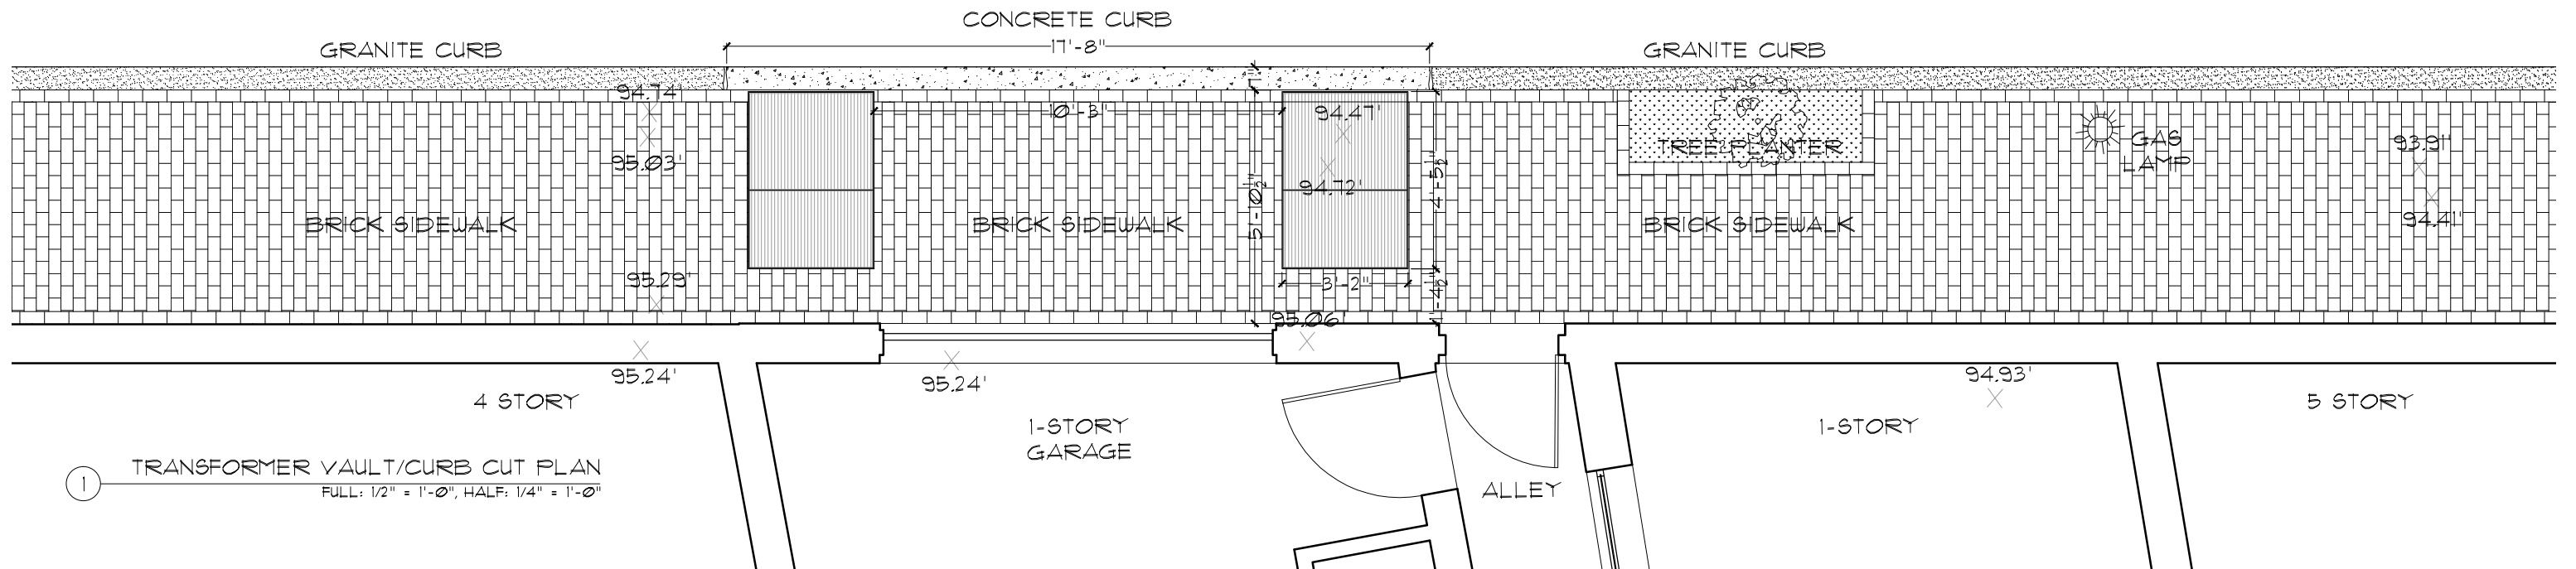 CONCRETE CURB
17'-8"
GRANITE CURB
GRANITE CURB
7"
94.74'
95.03'
10'-3"
94.47'
94.72'
4'-5½"
TREE PLANTER
GAS
LAMP
93.91'
94.41'
BRICK SIDEWALK
BRICK SIDEWALK
5'-10½"
BRICK SIDEWALK
95.29'
3'-2"
1'-4½"
95.06'
95.24'
95.24'
94.93'
4 STORY
1-STORY
GARAGE
1-STORY
5 STORY
1
TRANSFORMER VAULT/CURB CUT PLAN
FULL: 1/2" = 1'-0", HALF: 1/4" = 1'-0"
ALLEY